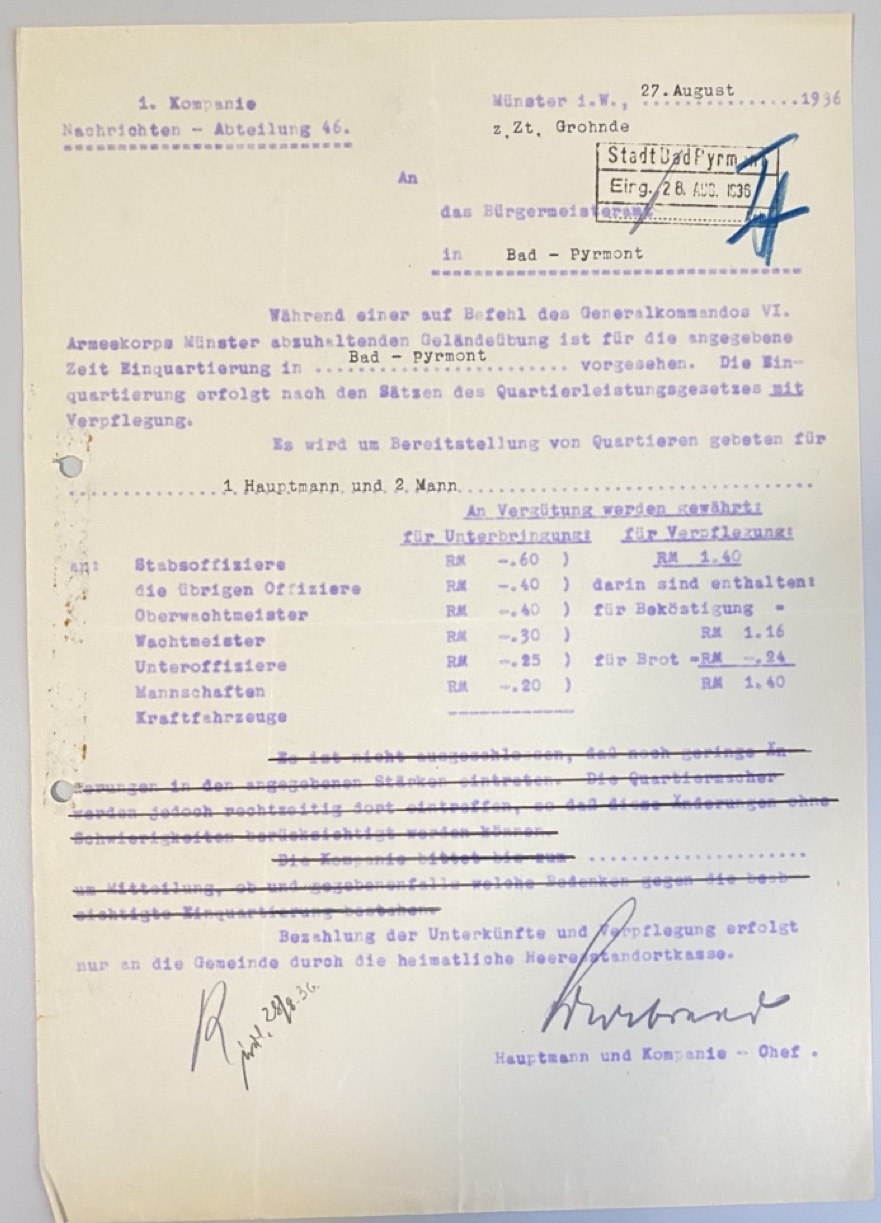 1. Kompanie
Nachrichten - Abteilung 46.
Münster i.W., 27. August 1936
z.Zt. Grohnde
Stadt Bad Pyrm
Eing. 28. AUG. 1936
An
das Bürgermeisteramt
in Bad - Pyrmont
Während einer auf Befehl des Generalkommandos VI.
Armeekorps Münster abzuhaltenden Geländeübung ist für die angegebene
Zeit Einquartierung in Bad - Pyrmont vorgesehen. Die Ein-
quartierung erfolgt nach den Sätzen des Quartierleistungsgesetzes mit
Verpflegung.
Es wird um Bereitstellung von Quartieren gebeten für
1 Hauptmann und 2 Mann
An Vergütung werden gewährt:
für Unterbringung: für Verpflegung:
an: Stabsoffiziere RM -.60 ) RM 1.40
die übrigen Offiziere RM -.40 ) darin sind enthalten:
Oberwachtmeister RM -.40 ) für Beköstigung =
Wachtmeister RM -.30 ) RM 1.16
Unteroffiziere RM -.25 ) für Brot =RM -.24
Mannschaften RM -.20 ) RM 1.40
Kraftfahrzeuge ----------
Es ist nicht ausgeschlossen, daß noch geringe Än-
derungen in den angegebenen Stärken eintreten. Die Quartiermacher
werden jedoch rechtzeitig dort eintreffen, so daß diese Änderungen ohne
Schwierigkeiten berücksichtigt werden können.
Die Kompanie bittet bis zum ....................
um Mitteilung, ob und gegebenenfalls welche Bedenken gegen die beab-
sichtigte Einquartierung bestehen.
Bezahlung der Unterkünfte und Verpflegung erfolgt
nur an die Gemeinde durch die heimatliche Heeresstandortkasse.
28/8.36.
Hauptmann und Kompanie - Chef.